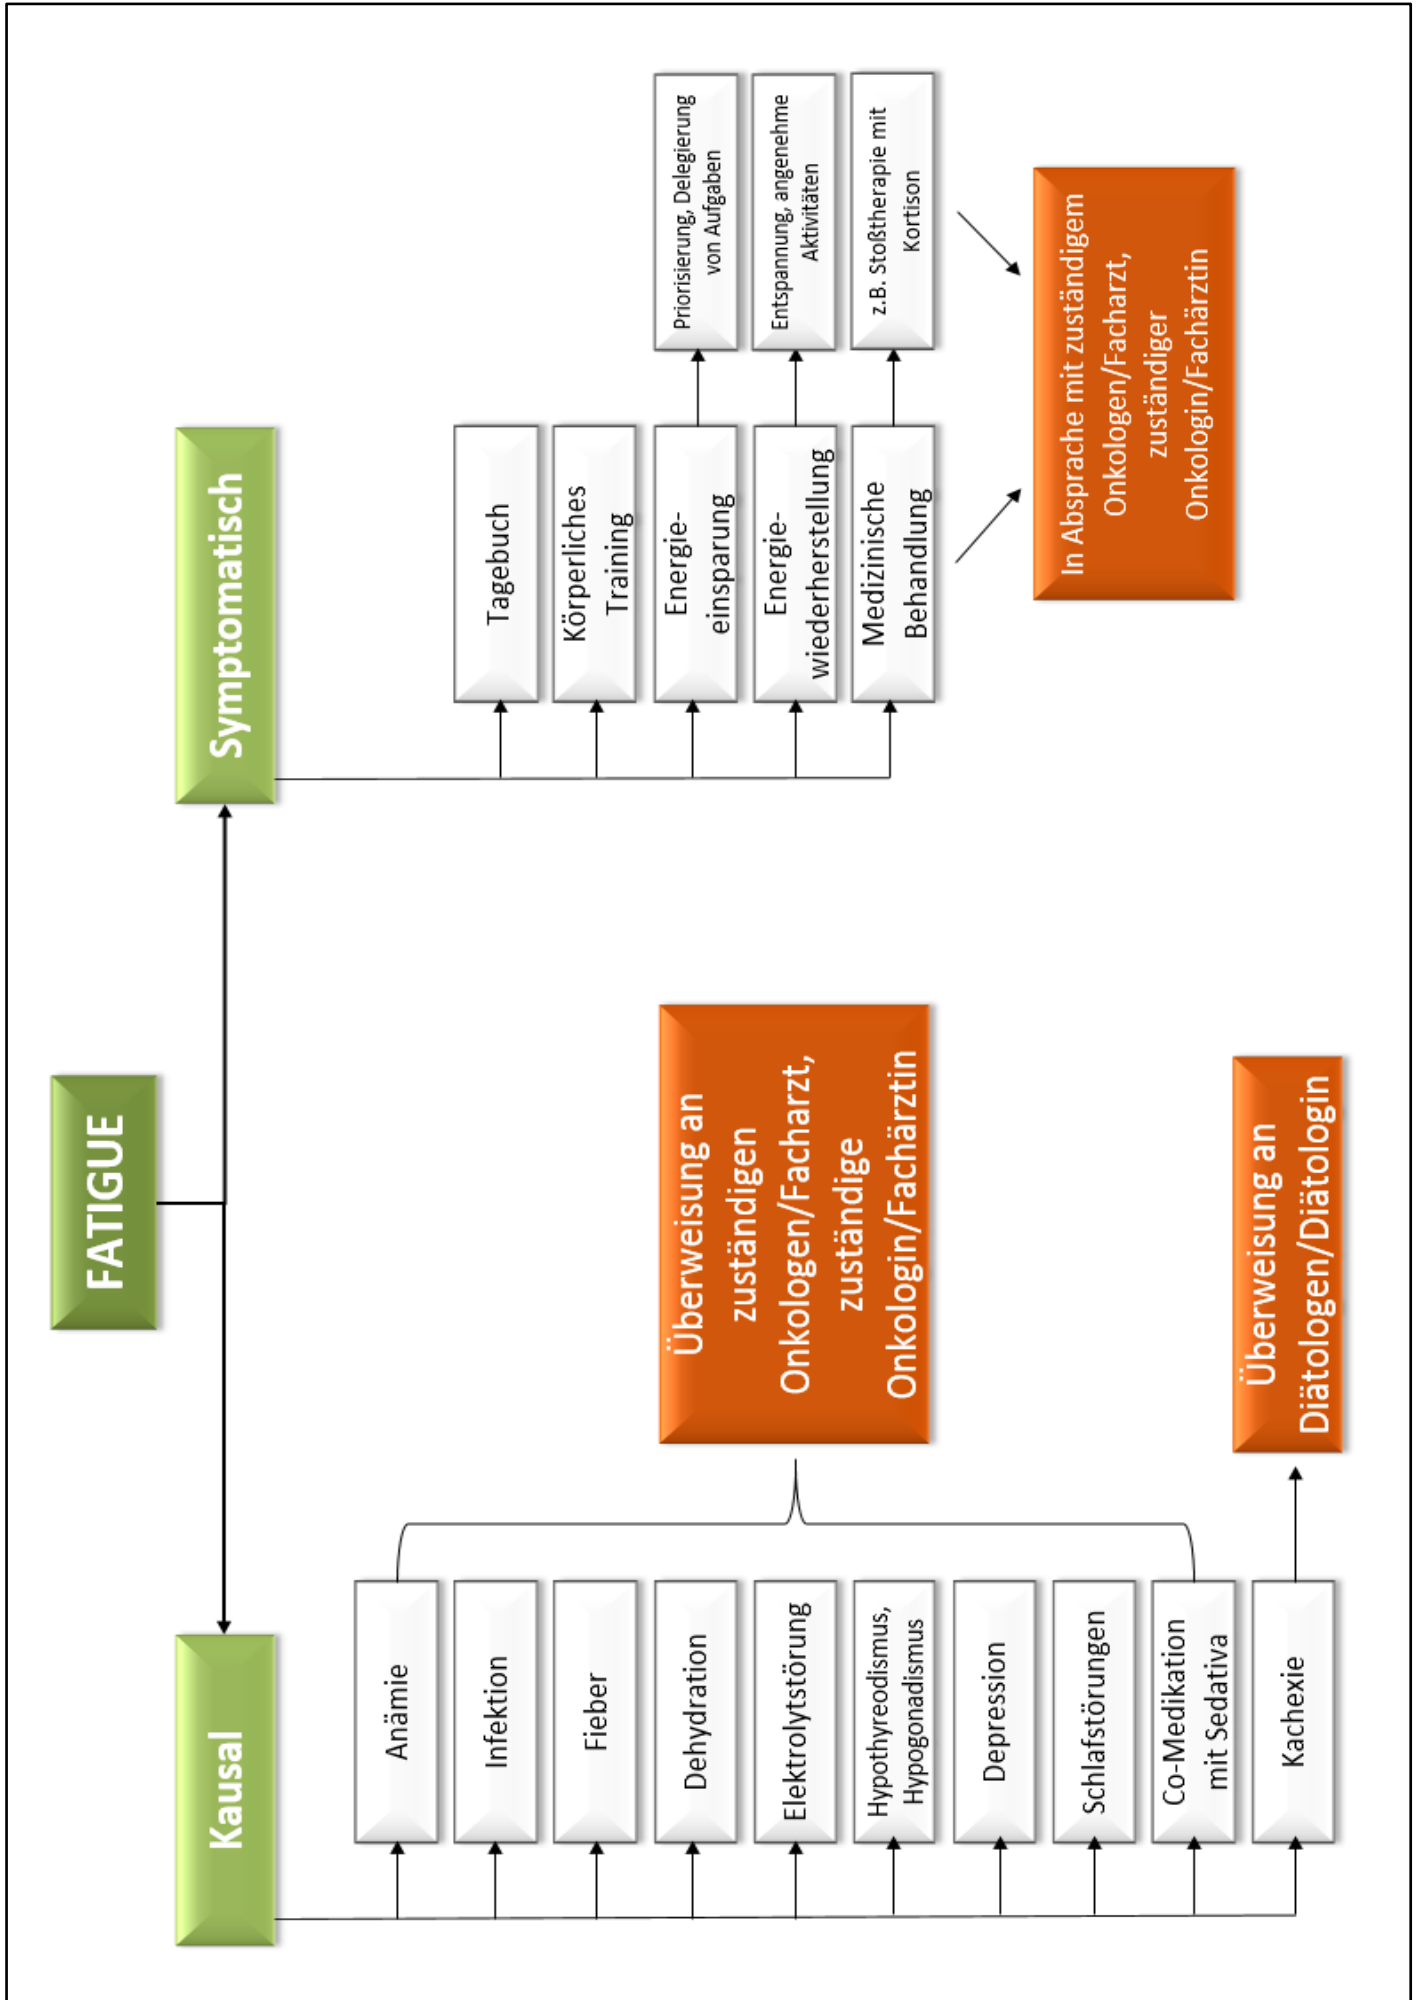 FATIGUE
Kausal
Anämie
Infektion
Fieber
Dehydration
Elektrolytstörung
Hypothyreodismus,
Hypogonadismus
Depression
Schlafstörungen
Co-Medikation
mit Sedativa
Kachexie
Überweisung an
zuständigen
Onkologen/Facharzt,
zuständige
Onkologin/Fachärztin
Überweisung an
Diätologen/Diätologin
Symptomatisch
Tagebuch
Körperliches
Training
Energie-
einsparung
Priorisierung, Delegierung
von Aufgaben
Energie-
wiederherstellung
Entspannung, angenehme
Aktivitäten
Medizinische
Behandlung
z.B. Stoßtherapie mit
Kortison
In Absprache mit zuständigem
Onkologen/Facharzt,
zuständiger
Onkologin/Fachärztin